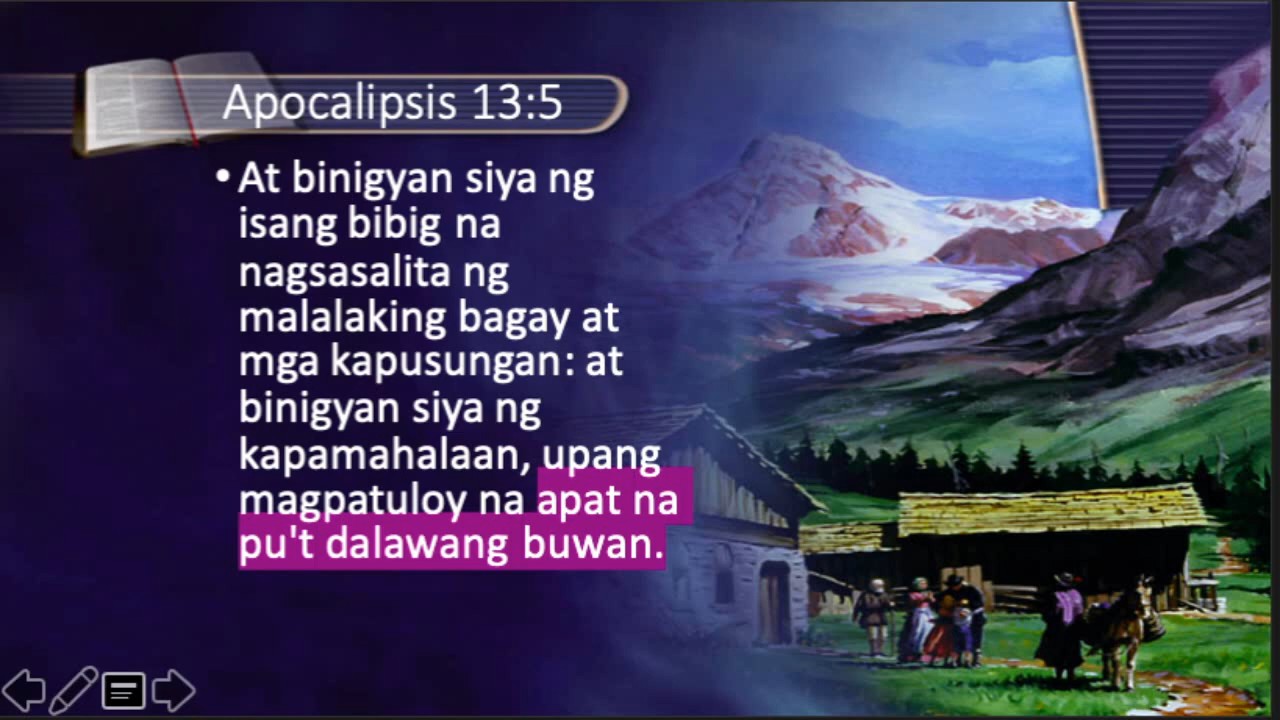 Apocalipsis 13:5
• At binigyan siya ng
isang bibig na
nagsasalita ng
malalaking bagay at
mga kapusungan: at
binigyan siya ng
kapamahalaan, upang
magpatuloy na apat na
pu't dalawang buwan.